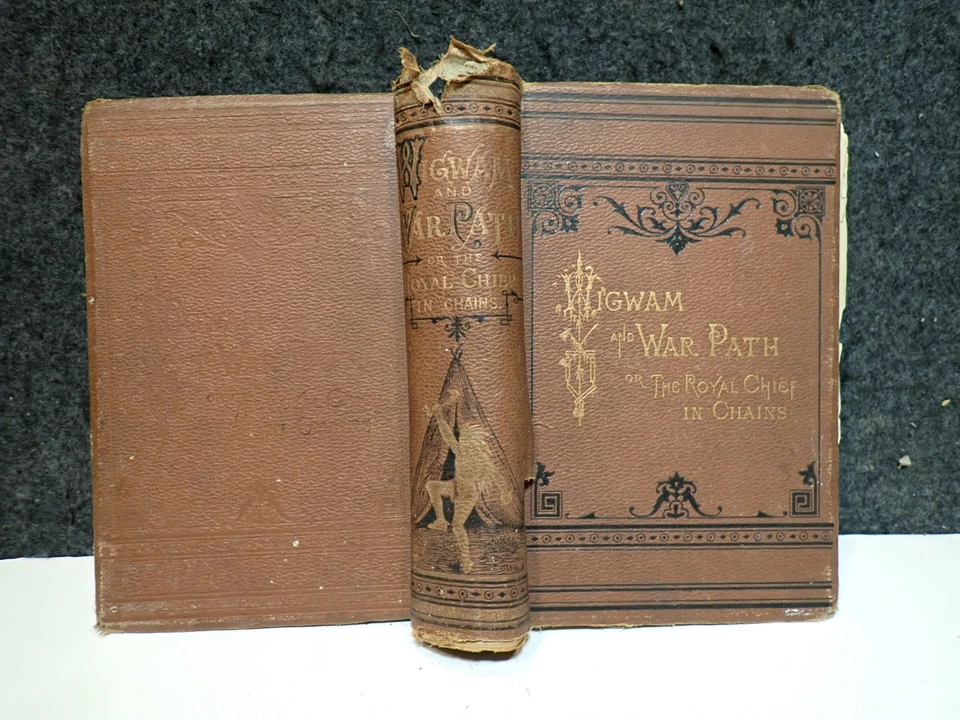 WIGWAM
AND
WAR PATH
OR THE
ROYAL CHIEF
IN CHAINS.
WIGWAM
AND WAR PATH
OR THE ROYAL CHIEF
IN CHAINS